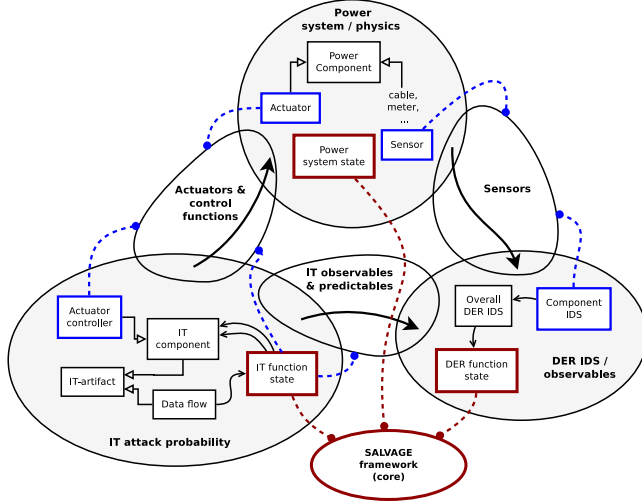 Power
system / physics
Power
Component
Actuator
cable,
meter,
...
Sensor
Power
system state
Actuators &
control
functions
Sensors
IT observables
& predictables
Actuator
controller
IT
component
IT-artifact
Data flow
IT function
state
IT attack probability
Overall
DER IDS
Component
IDS
DER function
state
DER IDS /
observables
SALVAGE
framework
(core)